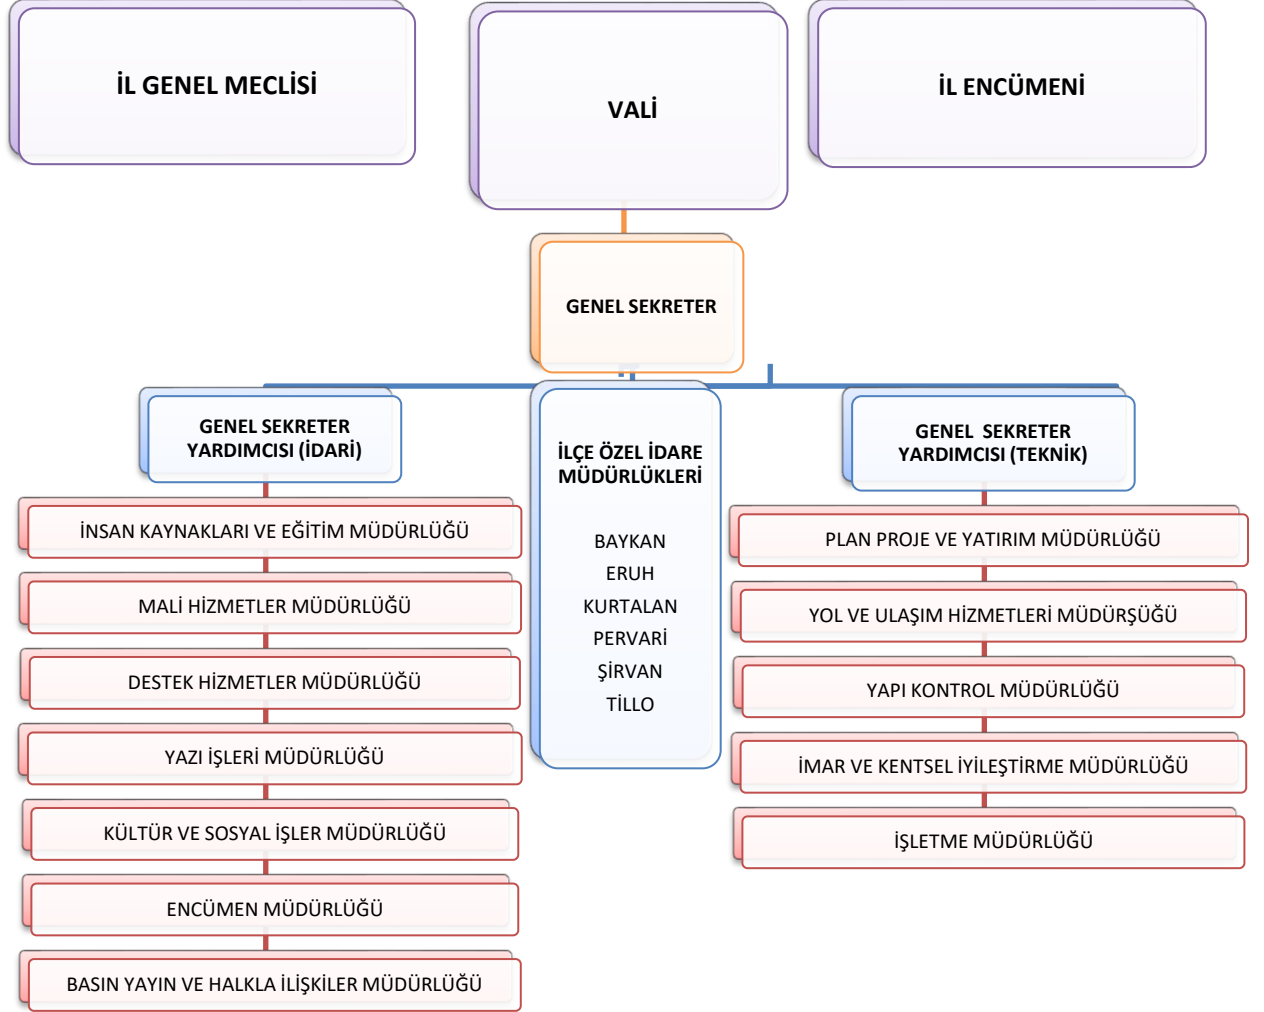 İL GENEL MECLİSİ
VALİ
İL ENCÜMENİ
GENEL SEKRETER
GENEL SEKRETER
YARDIMCISI (İDARİ)
İNSAN KAYNAKLARI VE EĞİTİM MÜDÜRLÜĞÜ
MALİ HİZMETLER MÜDÜRLÜĞÜ
DESTEK HİZMETLER MÜDÜRLÜĞÜ
YAZI İŞLERİ MÜDÜRLÜĞÜ
KÜLTÜR VE SOSYAL İŞLER MÜDÜRLÜĞÜ
ENCÜMEN MÜDÜRLÜĞÜ
BASIN YAYIN VE HALKLA İLİŞKİLER MÜDÜRLÜĞÜ
İLÇE ÖZEL İDARE
MÜDÜRLÜKLERİ
BAYKAN
ERUH
KURTALAN
PERVARİ
ŞİRVAN
TİLLO
GENEL SEKRETER
YARDIMCISI (TEKNİK)
PLAN PROJE VE YATIRIM MÜDÜRLÜĞÜ
YOL VE ULAŞIM HİZMETLERİ MÜDÜRŞÜĞÜ
YAPI KONTROL MÜDÜRLÜĞÜ
İMAR VE KENTSEL İYİLEŞTİRME MÜDÜRLÜĞÜ
İŞLETME MÜDÜRLÜĞÜ